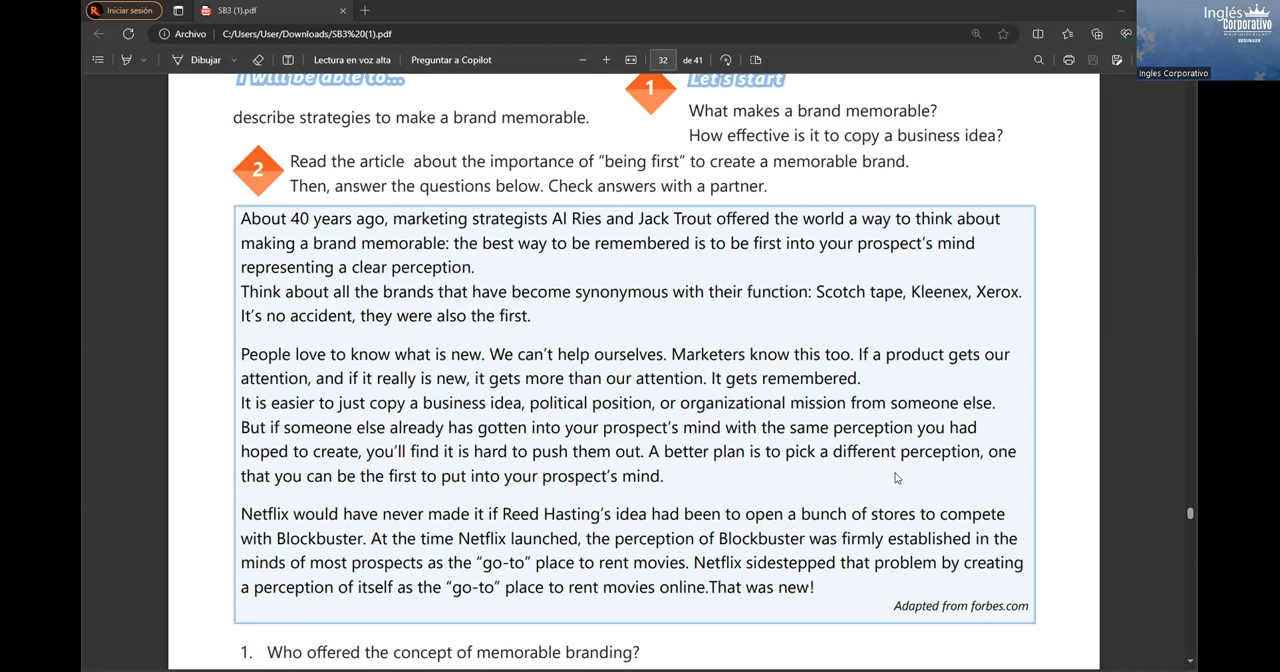 Iniciar sesión
SB3 (1).pdf
Archivo
C:/Users/User/Downloads/SB3%20(1).pdf
Dibujar
Lectura en voz alta
Preguntar a Copilot
32
de 41
Inglés
Corporativo
BEGINNER
Ingles Corporativo
I will be able to...
describe strategies to make a brand memorable.
1
Let's start
What makes a brand memorable?
How effective is it to copy a business idea?
2
Read the article about the importance of "being first" to create a memorable brand.
Then, answer the questions below. Check answers with a partner.
About 40 years ago, marketing strategists Al Ries and Jack Trout offered the world a way to think about
making a brand memorable: the best way to be remembered is to be first into your prospect's mind
representing a clear perception.
Think about all the brands that have become synonymous with their function: Scotch tape, Kleenex, Xerox.
It's no accident, they were also the first.
People love to know what is new. We can't help ourselves. Marketers know this too. If a product gets our
attention, and if it really is new, it gets more than our attention. It gets remembered.
It is easier to just copy a business idea, political position, or organizational mission from someone else.
But if someone else already has gotten into your prospect's mind with the same perception you had
hoped to create, you'll find it is hard to push them out. A better plan is to pick a different perception, one
that you can be the first to put into your prospect's mind.
Netflix would have never made it if Reed Hasting's idea had been to open a bunch of stores to compete
with Blockbuster. At the time Netflix launched, the perception of Blockbuster was firmly established in the
minds of most prospects as the "go-to" place to rent movies. Netflix sidestepped that problem by creating
a perception of itself as the "go-to" place to rent movies online.That was new!
Adapted from forbes.com
1. Who offered the concept of memorable branding?